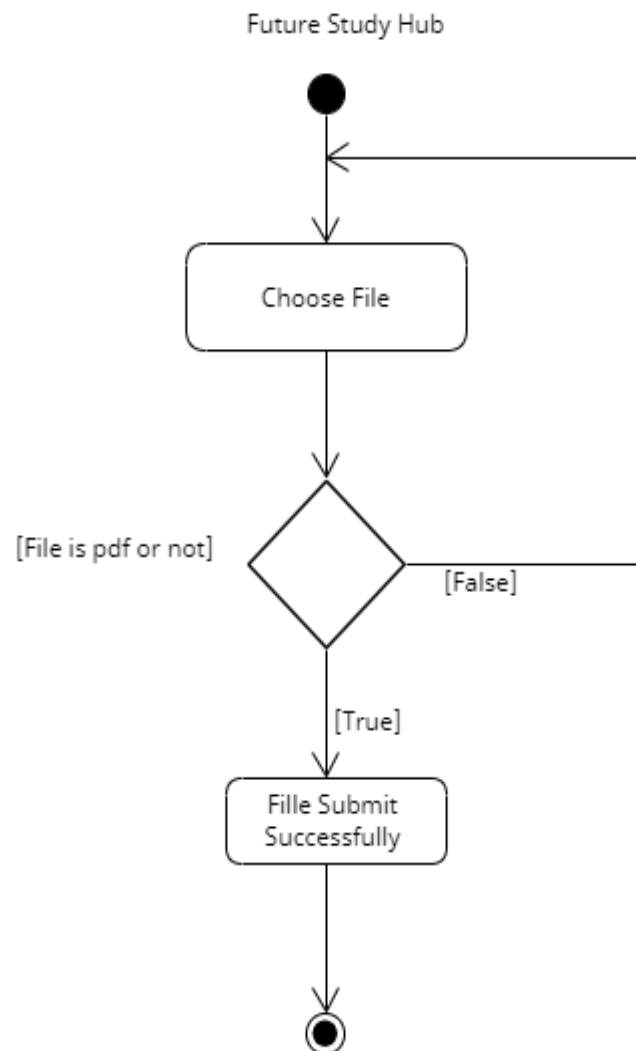 Future Study Hub
Choose File
[File is pdf or not]
[False]
[True]
Fille Submit
Successfully